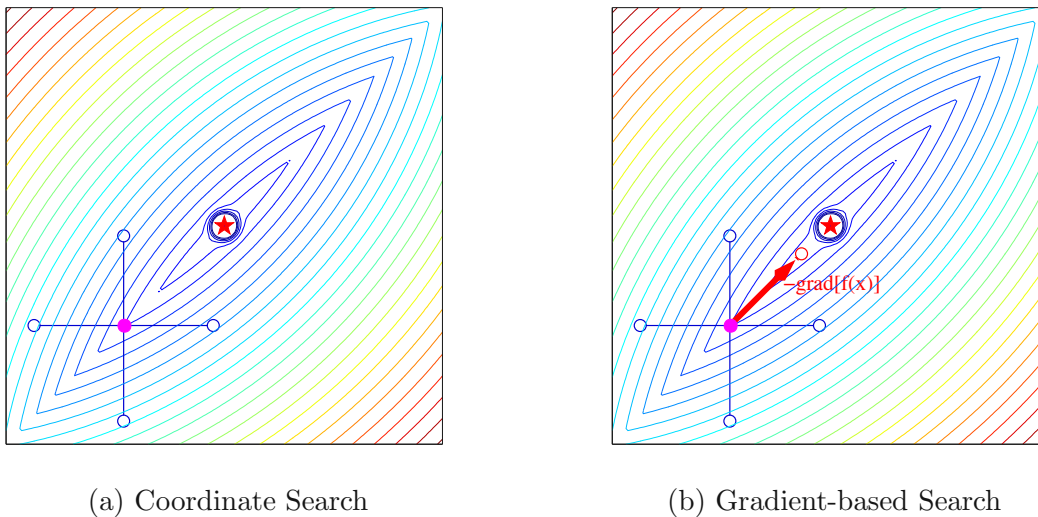 −grad[f(x)]
(a) Coordinate Search
(b) Gradient-based Search